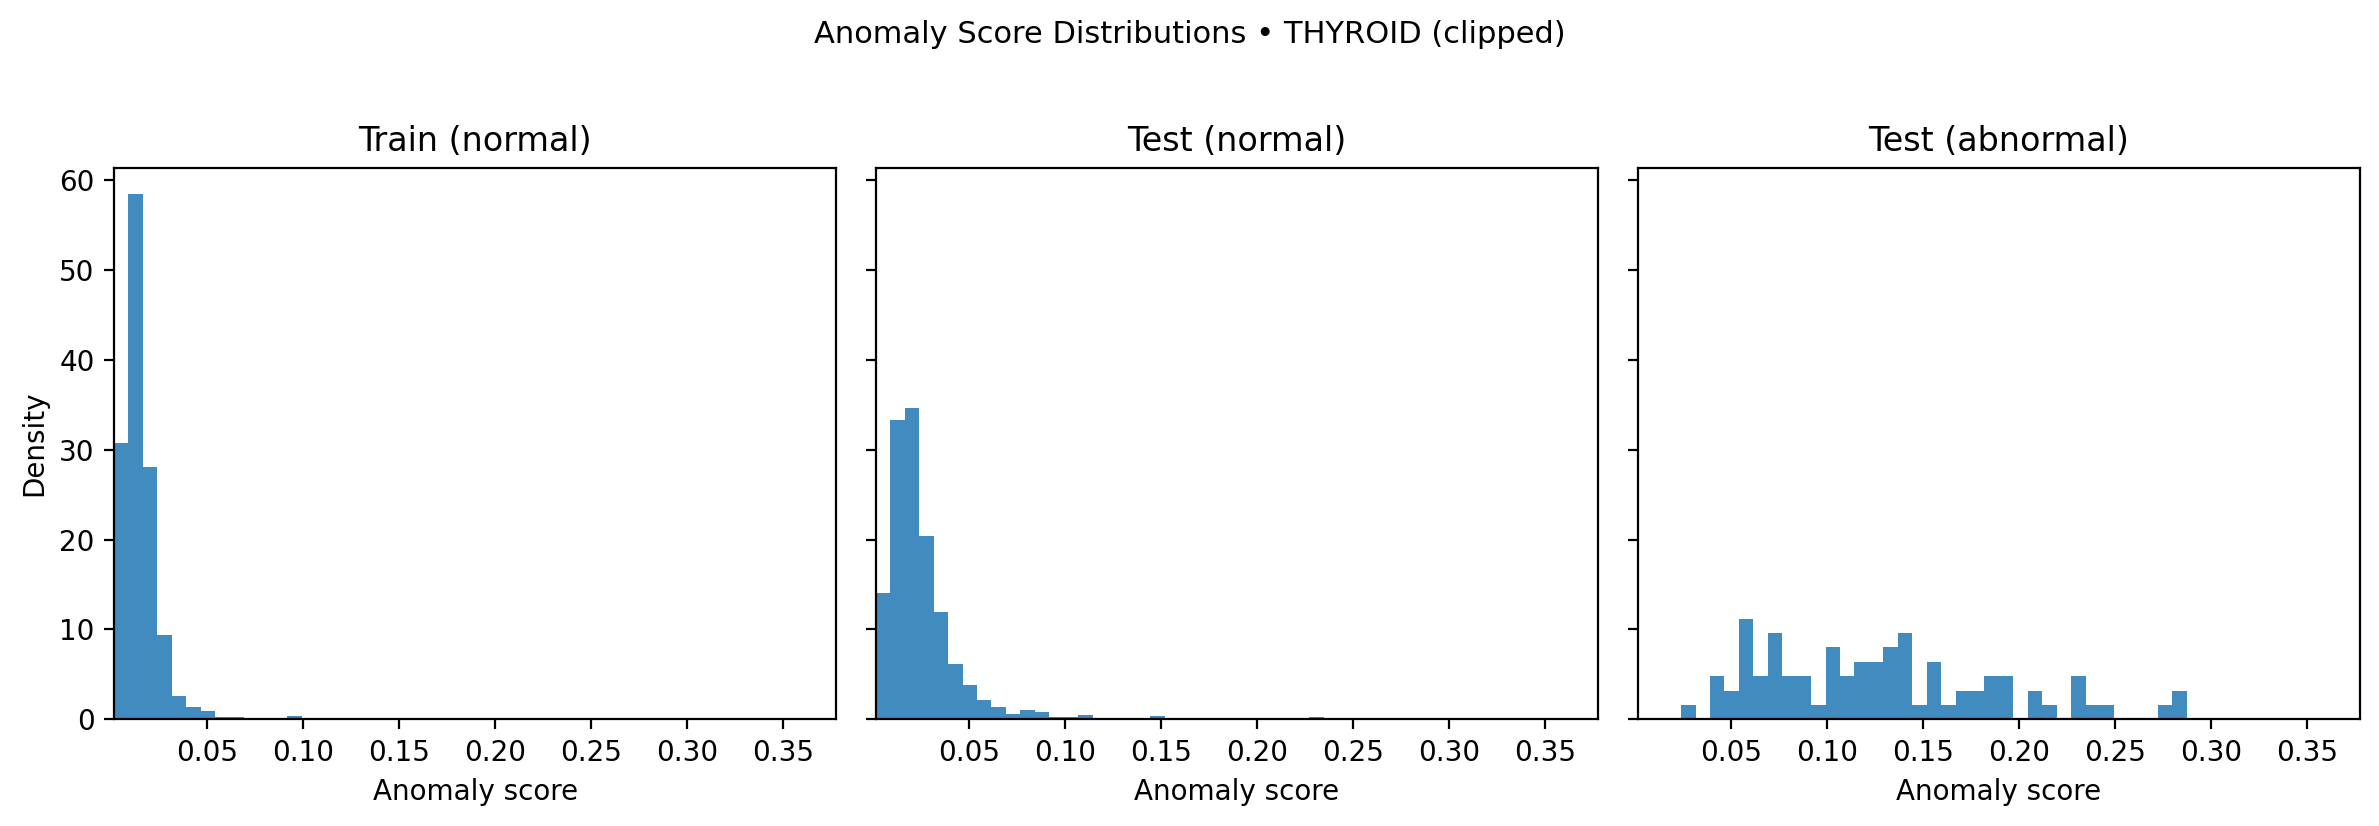 Anomaly Score Distributions • THYROID (clipped)
Train (normal)
Test (normal)
Test (abnormal)
Density
60
50
40
30
20
10
0
0.05 0.10 0.15 0.20 0.25 0.30 0.35
0.05 0.10 0.15 0.20 0.25 0.30 0.35
0.05 0.10 0.15 0.20 0.25 0.30 0.35
Anomaly score
Anomaly score
Anomaly score